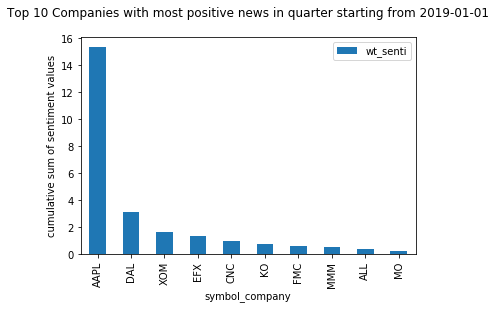 Top 10 Companies with most positive news in quarter starting from 2019-01-01
wt_senti
cumulative sum of sentiment values
16
14
12
10
8
6
4
2
0
AAPL
DAL
XOM
EFX
CNC
KO
FMC
MMM
ALL
MO
symbol_company